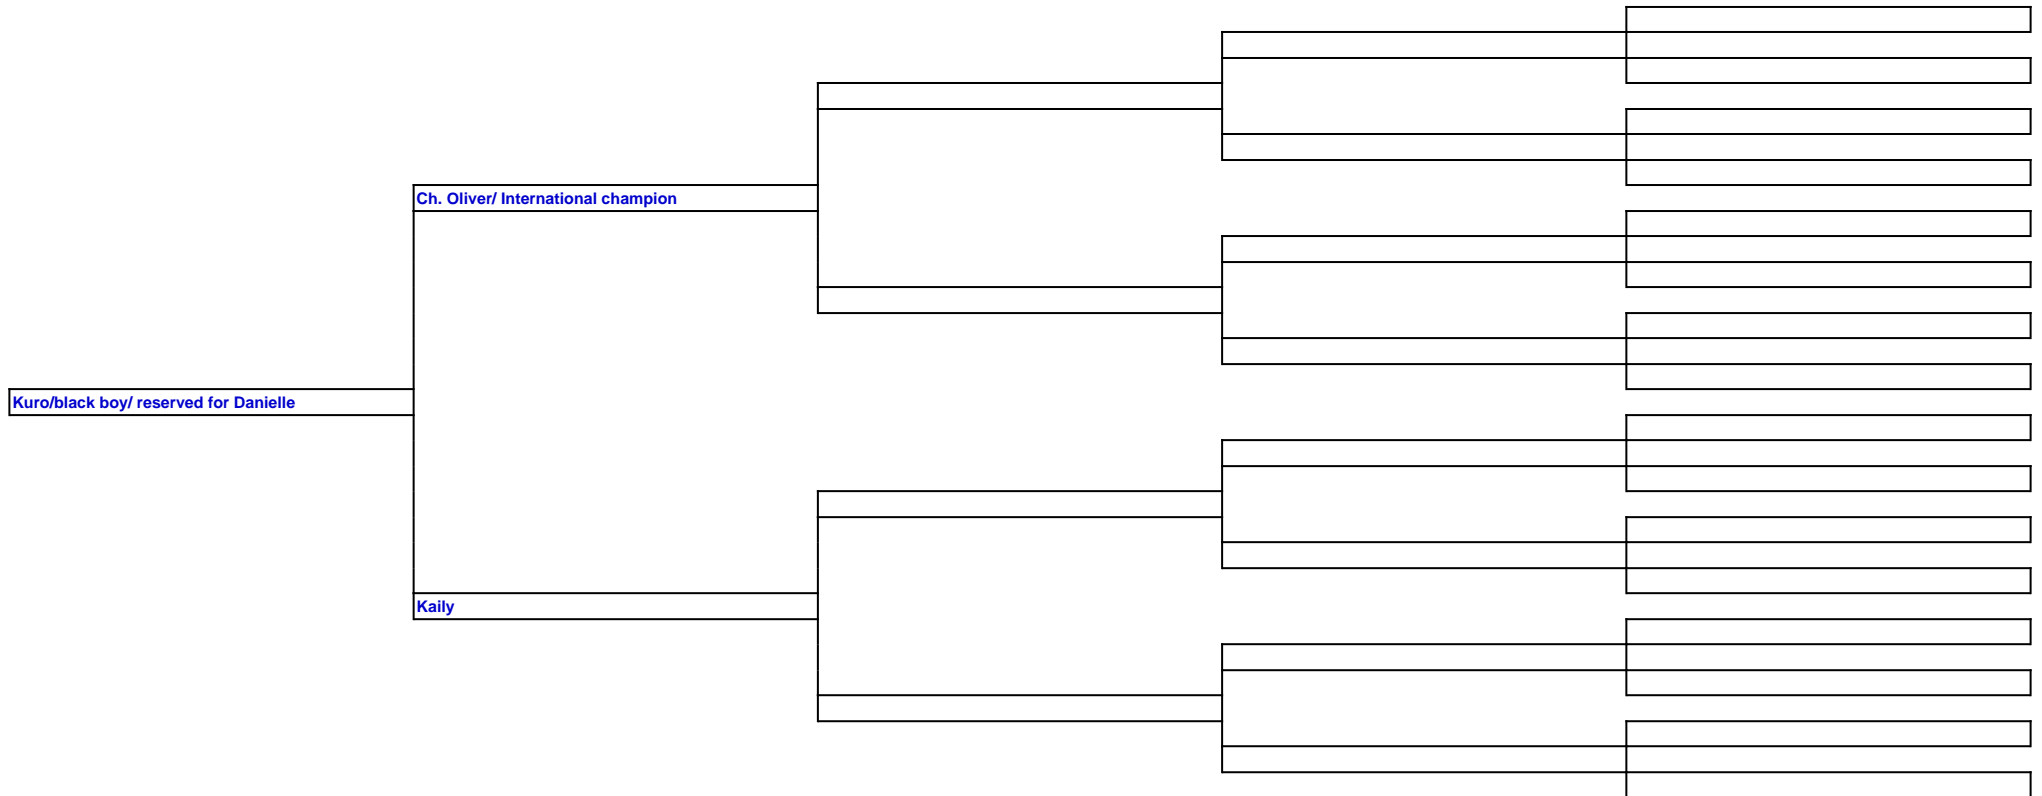 Ch. Oliver/ International champion
Kuro/black boy/ reserved for Danielle
Kaily